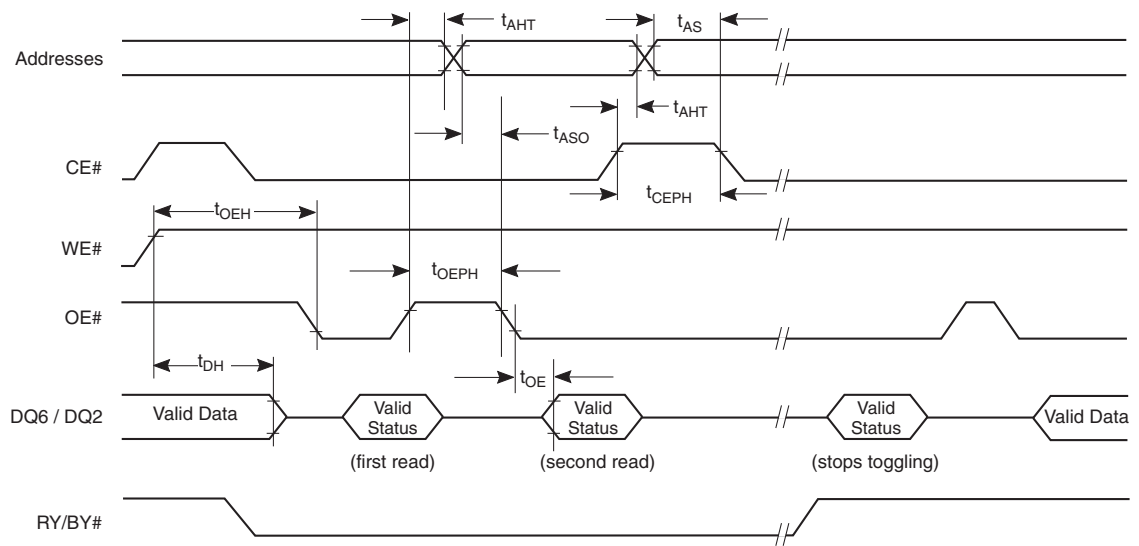 tAHT
tAS
Addresses
tAHT
tASO
CE#
tCEPH
tOEH
WE#
tOEPH
OE#
tDH
tOE
DQ6 / DQ2
Valid Data
Valid
Status
Valid
Status
Valid
Status
Valid Data
(first read)
(second read)
(stops toggling)
RY/BY#